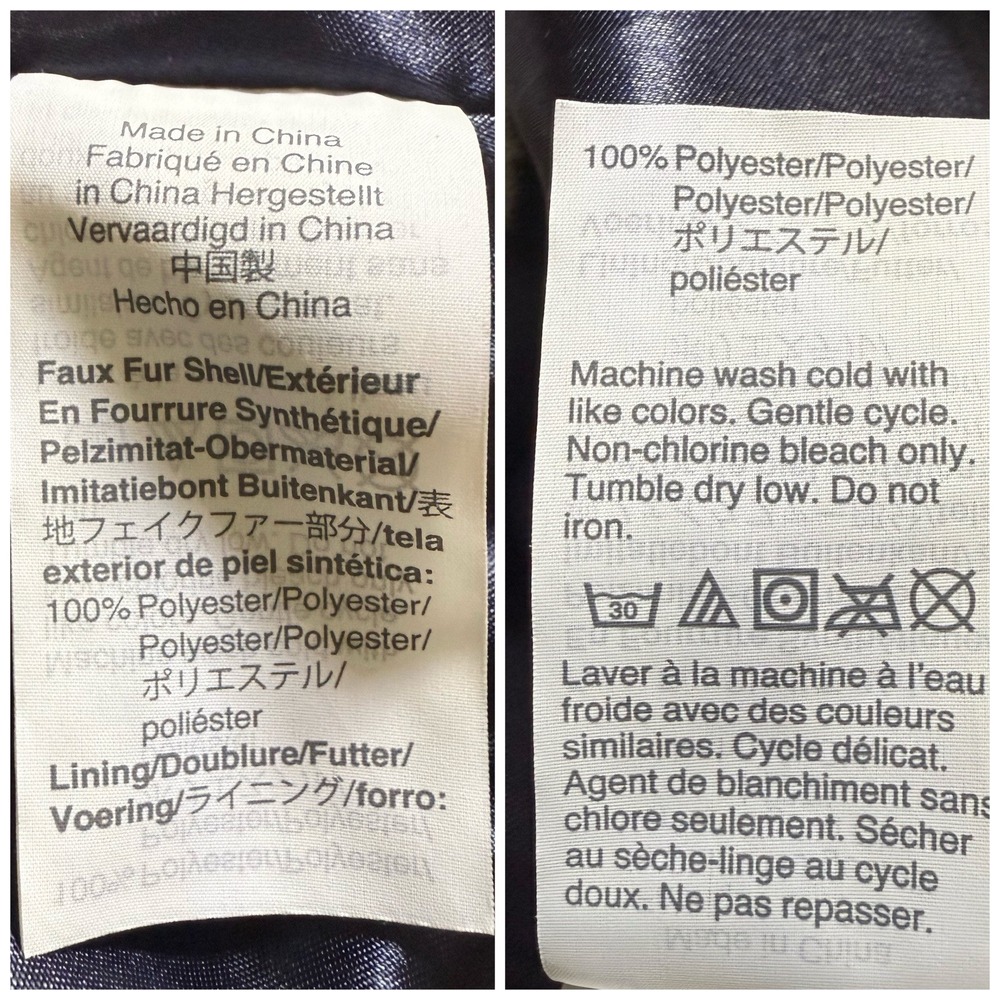 Made in China
Fabriqué en Chine
in China Hergestellt
Vervaardigd in China
中国製
Hecho en China
Faux Fur Shell/Extérieur
En Fourrure Synthétique/
Pelzimitat-Obermaterial/
Imitatiebont Buitenkant/表
地フェイクファー部分/tela
exterior de piel sintética:
100% Polyester/Polyester/
Polyester/Polyester/
ポリエステル/
poliéster
Lining/Doublure/Futter/
Voering/ライニング/forro:
100% Polyester/Polyester/
Polyester/Polyester/
ポリエステル/
poliéster
Machine wash cold with
like colors. Gentle cycle.
Non-chlorine bleach only.
Tumble dry low. Do not
iron.
30
Laver à la machine à l'eau
froide avec des couleurs
similaires. Cycle délicat.
Agent de blanchiment sans
chlore seulement. Sécher
au sèche-linge au cycle
doux. Ne pas repasser.